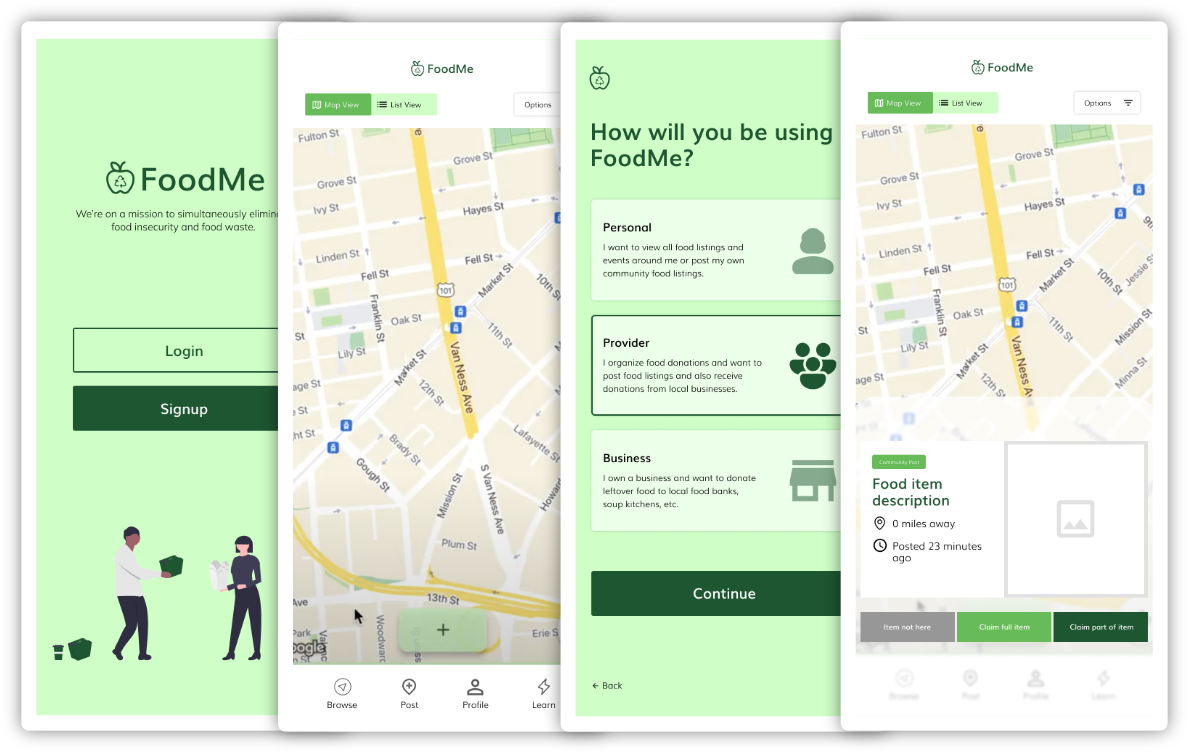 FoodMe
We're on a mission to simultaneously
food insecurity and food waste.
Login
Signup
FoodMe
Map View
List View
Options
Fulton St
Grove St
Grove St
Ivy St
Hayes St
Linden St
Fell St
Fell St
Market St
10th St
101
Franklin St
Oak St
11th St
Lily St
Market St
Van Ness Ave
12th St
Brady St
Lafayette St
Gough St
Mission St
S Van Ness Ave
Howard
Plum St
13th St
Ave
Park
Woodward
Erie S
+
Browse
Post
Profile
Learn
How will you be using
FoodMe?
Personal
I want to view all food listings and
events around me or post my own
community food listings.
Provider
I organize food donations and want to
post food listings and also receive
donations from local businesses.
Business
I own a business and want to donate
leftover food to local food banks,
soup kitchens, etc.
Continue
← Back
FoodMe
Map View
List View
Options
Fulton St
Grove St
Grove St
Ivy St
Hayes St
9th
Linden St
Fell St
Fell St
Market St
10th St
Jessie S
101
Franklin St
Oak St
11th St
Mission St
Lily St
Market St
Van Ness Ave
12th St
Minna St
Community Post
Food item
description
0 miles away
Posted 23 minutes
ago
Item not here
Claim full item
Claim part of item
Browse
Post
Profile
Learn